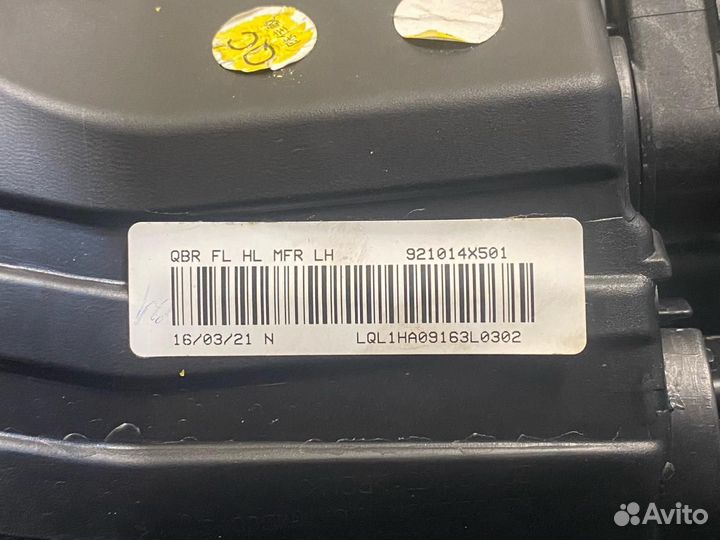 QBR FL HL MFR LH 921014X501
16/03/21 N LQL1HA09163L0302
Avito